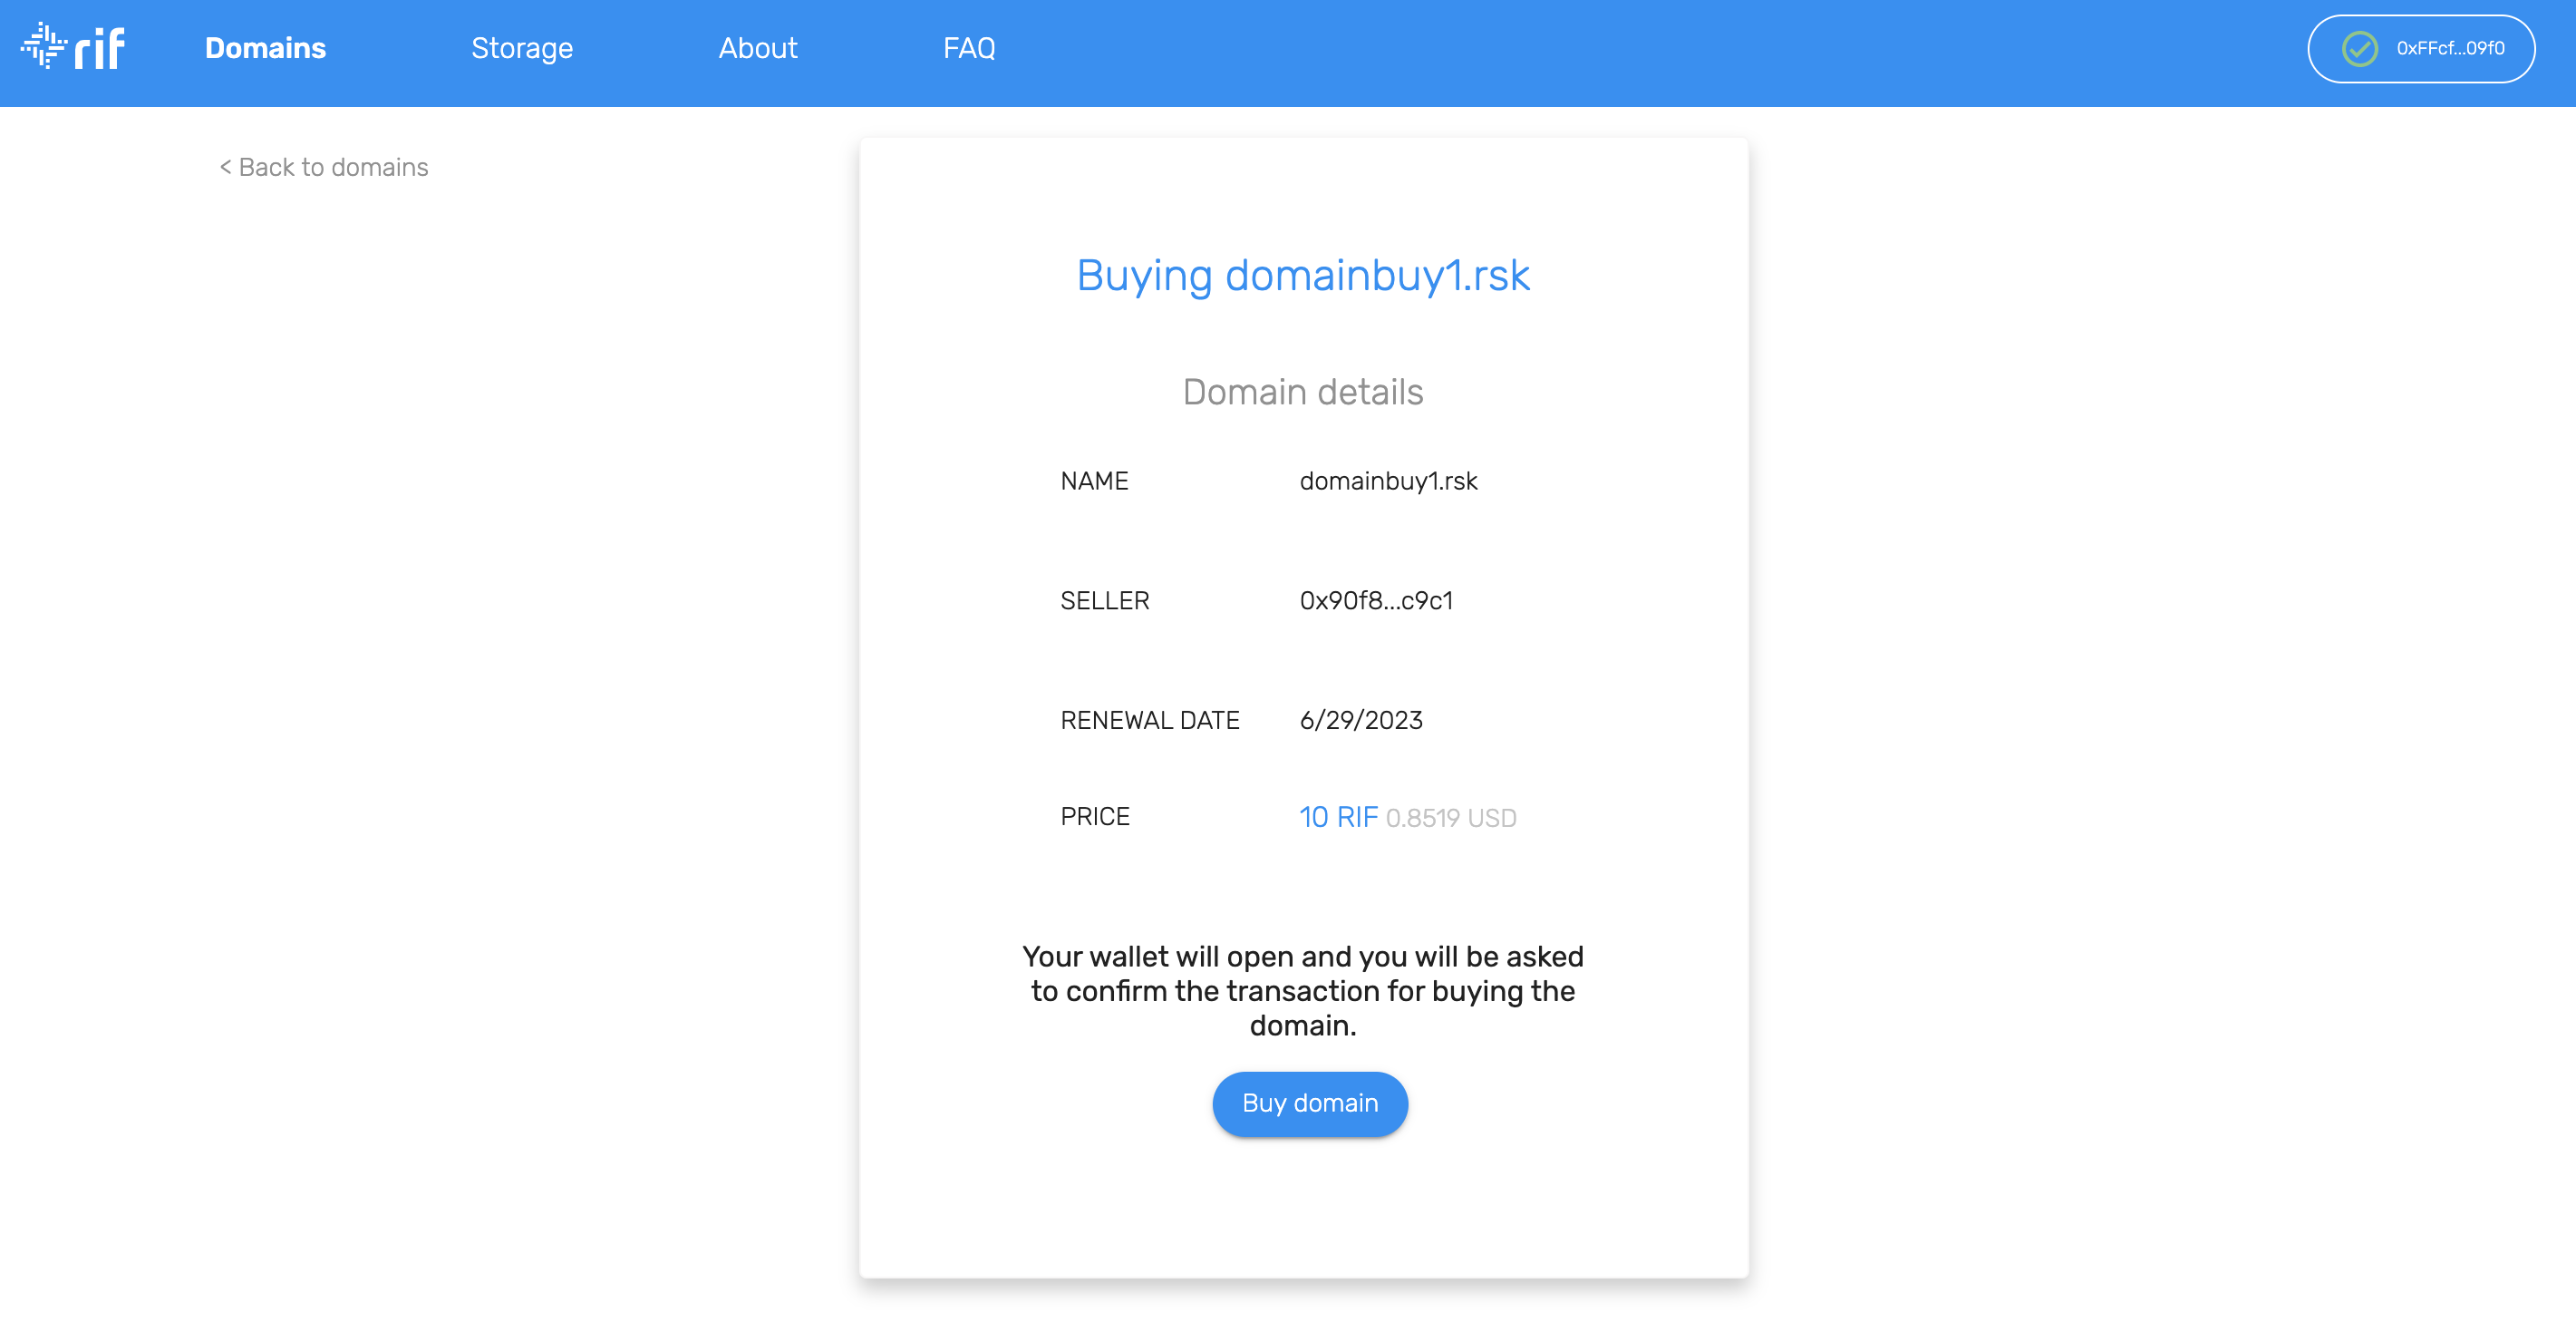 rif
Domains Storage About FAQ
0xFFcf...09f0
< Back to domains
Buying domainbuy1.rsk
Domain details
NAME domainbuy1.rsk
SELLER 0x90f8...c9c1
RENEWAL DATE 6/29/2023
PRICE 10 RIF 0.8519 USD
Your wallet will open and you will be asked
to confirm the transaction for buying the
domain.
Buy domain